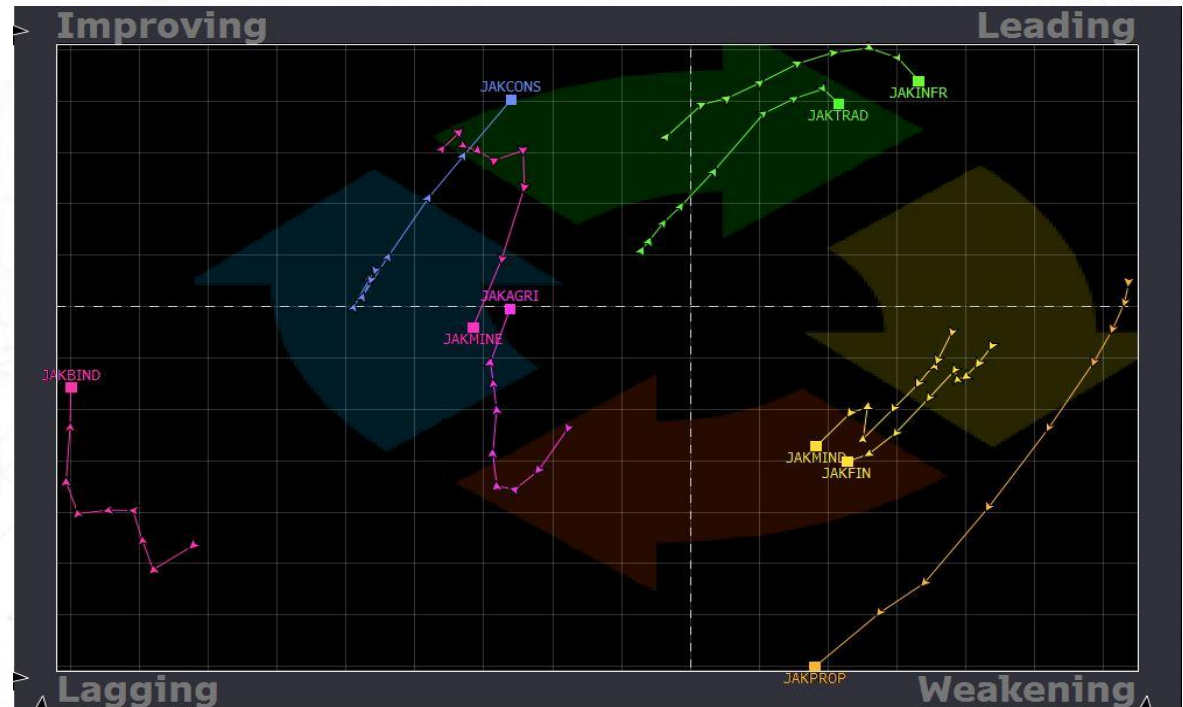 Improving
Leading
JAKCONS
JAKINFR
JAKTRAD
JAKAGRI
JAKMINE
JAKBIND
JAKMIND
JAKFIN
JAKPROP
Lagging
Weakening